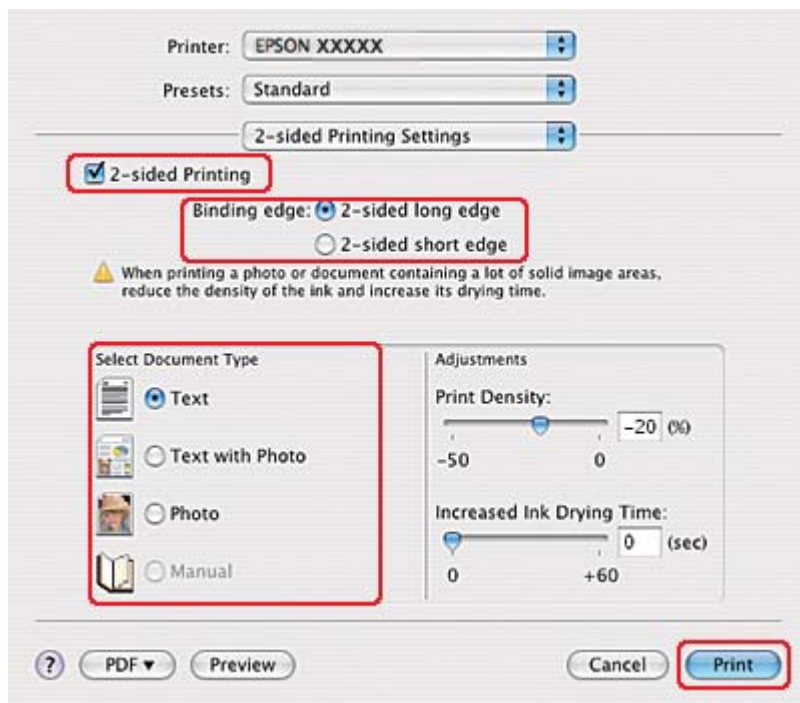 Printer: EPSON XXXXX
Presets: Standard
2-sided Printing Settings
2-sided Printing
Binding edge: 2-sided long edge
2-sided short edge
When printing a photo or document containing a lot of solid image areas,
reduce the density of the ink and increase its drying time.
Select Document Type
Text
Text with Photo
Photo
Manual
Adjustments
Print Density:
-20 (%)
-50 0
Increased Ink Drying Time:
0 (sec)
0 +60
? PDF ▼ Preview Cancel Print